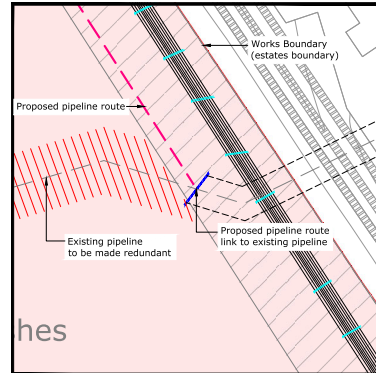 Works Boundary
(estates boundary)
Proposed pipeline route
Existing pipeline
to be made redundant
Proposed pipeline route
link to existing pipeline
hes